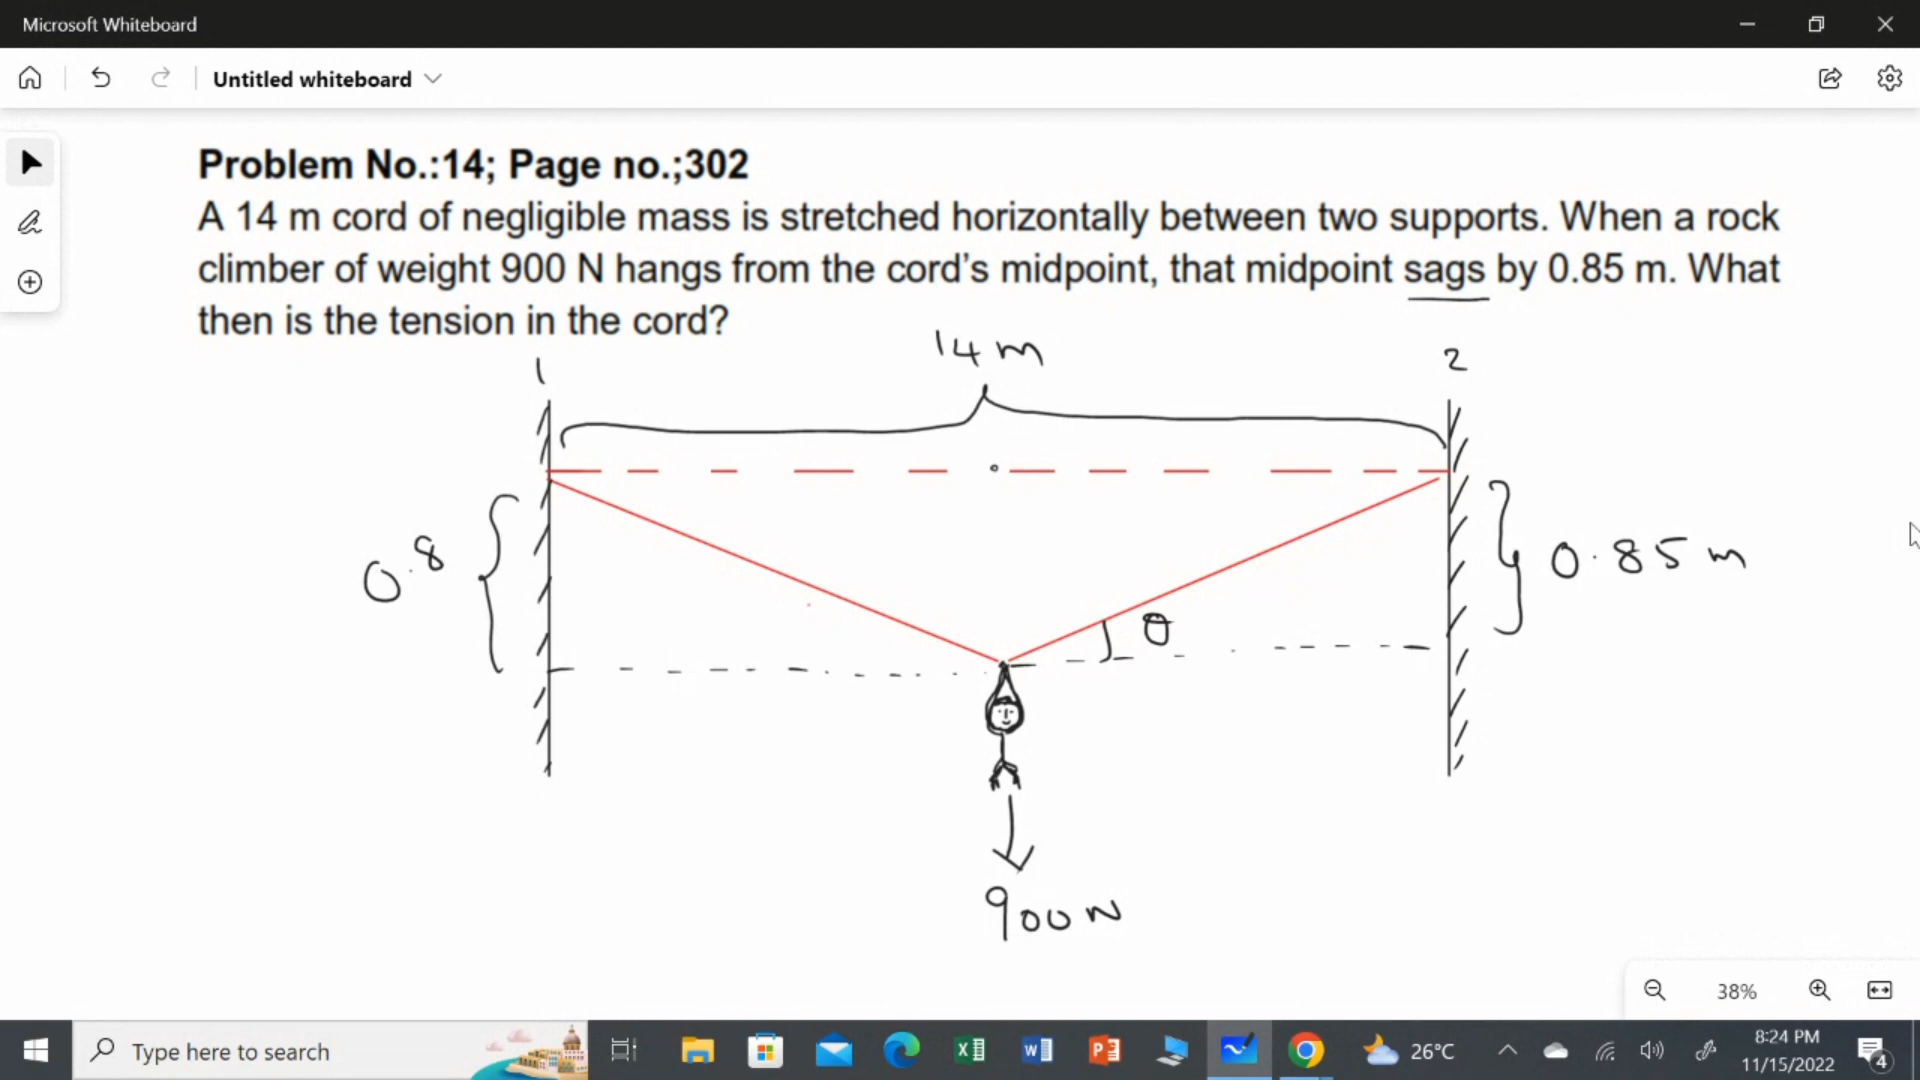 Microsoft Whiteboard
Untitled whiteboard
Problem No.:14; Page no.;302
A 14 m cord of negligible mass is stretched horizontally between two supports. When a rock
climber of weight 900 N hangs from the cord’s midpoint, that midpoint sags by 0.85 m. What
then is the tension in the cord?
14 m
1
2
0.8
0.85 m
θ
900 N
38%
Type here to search
26°C
8:24 PM
11/15/2022
4